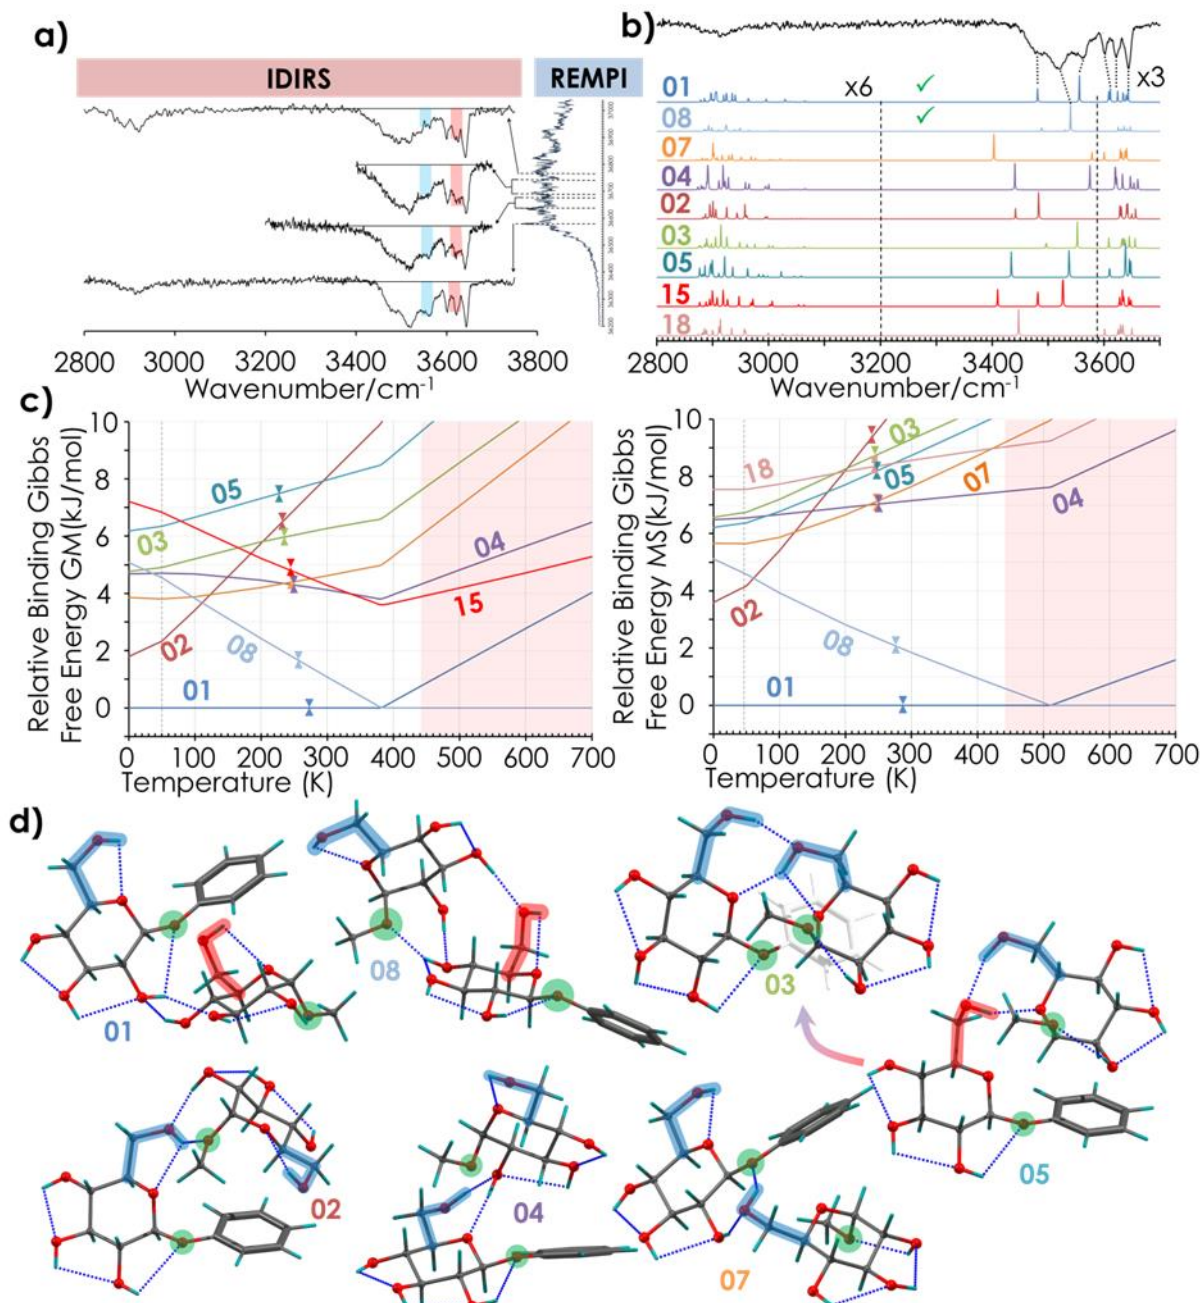 a)
IDIRS
REMPI
2800 3000 3200 3400 3600 3800
Wavenumber/cm-1
b)
x6
x3
01
08
07
04
02
03
05
15
18
2800 3000 3200 3400 3600
Wavenumber/cm-1
c)
Relative Binding Gibbs
Free Energy GM(kJ/mol)
10
8
6
4
2
0
05
03
02
08
01
04
15
0 100 200 300 400 500 600 700
Temperature (K)
Relative Binding Gibbs
Free Energy MS(kJ/mol)
10
8
6
4
2
0
18
03
05
07
04
02
08
01
0 100 200 300 400 500 600 700
Temperature (K)
d)
01
08
03
02
04
07
05